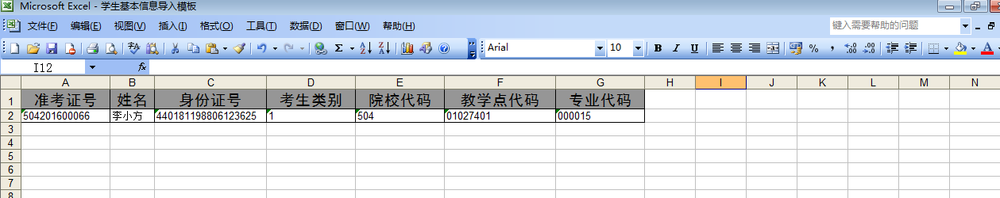 Microsoft Excel - 学生基本信息导入模板
文件(F) 编辑(E) 视图(V) 插入(I) 格式(O) 工具(T) 数据(D) 窗口(W) 帮助(H) 键入需要帮助的问题
Arial 10 B I U
I12 fx
A B C D E F G H I J K L M N
1 准考证号 姓名 身份证号 考生类别 院校代码 教学点代码 专业代码
2 504201600066 李小方 440181198806123625 1 504 01027401 000015
3
4
5
6
7
8